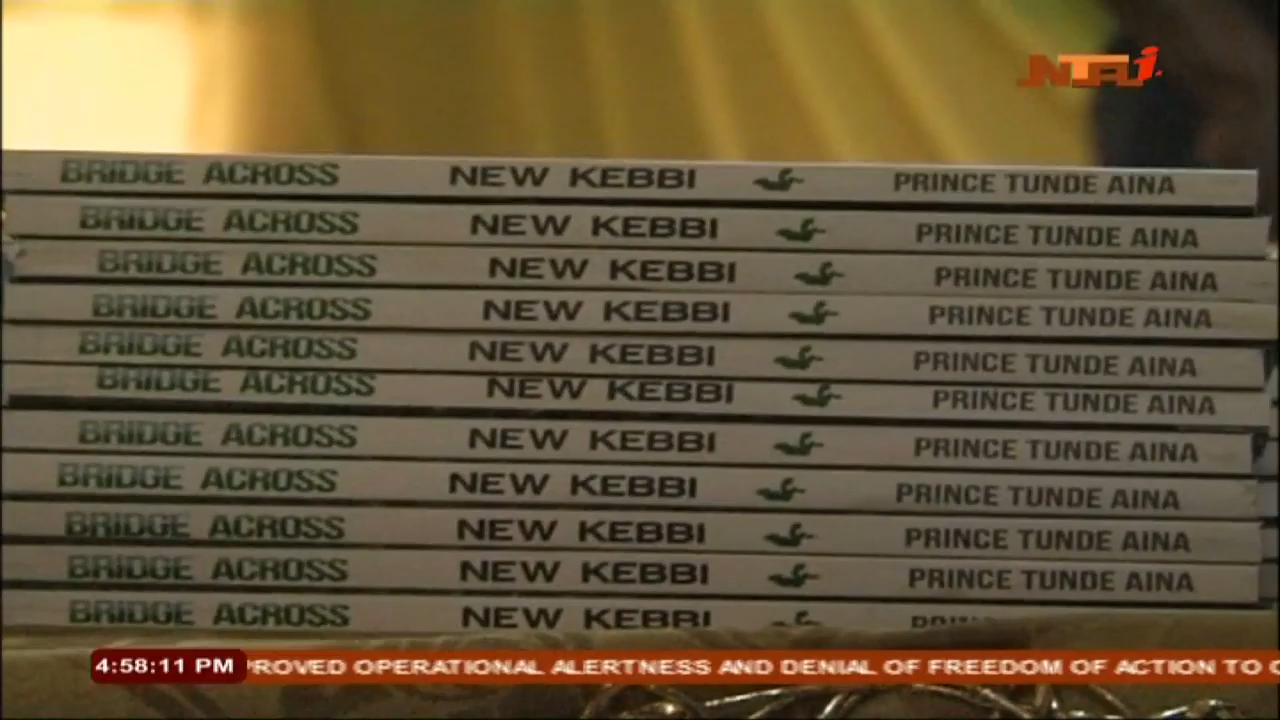 NTAi
BRIDGE ACROSS NEW KEBBI PRINCE TUNDE AINA
BRIDGE ACROSS NEW KEBBI PRINCE TUNDE AINA
BRIDGE ACROSS NEW KEBBI PRINCE TUNDE AINA
BRIDGE ACROSS NEW KEBBI PRINCE TUNDE AINA
BRIDGE ACROSS NEW KEBBI PRINCE TUNDE AINA
BRIDGE ACROSS NEW KEBBI PRINCE TUNDE AINA
BRIDGE ACROSS NEW KEBBI PRINCE TUNDE AINA
BRIDGE ACROSS NEW KEBBI PRINCE TUNDE AINA
BRIDGE ACROSS NEW KEBBI PRINCE TUNDE AINA
BRIDGE ACROSS NEW KEBBI PRINCE TUNDE AINA
BRIDGE ACROSS NEW KEBBI
4:58:11 PM ROVED OPERATIONAL ALERTNESS AND DENIAL OF FREEDOM OF ACTION TO